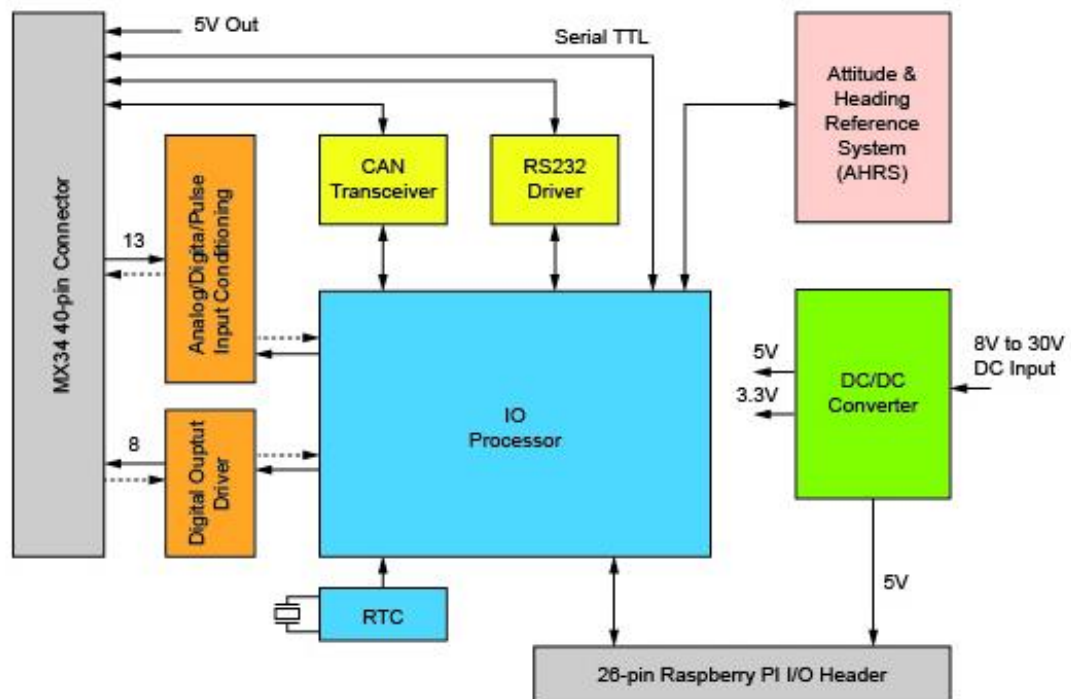 5V Out
Serial TTL
MX34 40-pin Connector
13
8
Analog/Digita/Pulse
Input Conditioning
Digital Ouptut
Driver
CAN
Transceiver
RS232
Driver
Attitude &
Heading
Reference
System
(AHRS)
IO
Processor
5V
3.3V
DC/DC
Converter
8V to 30V
DC Input
RTC
5V
26-pin Raspberry PI I/O Header